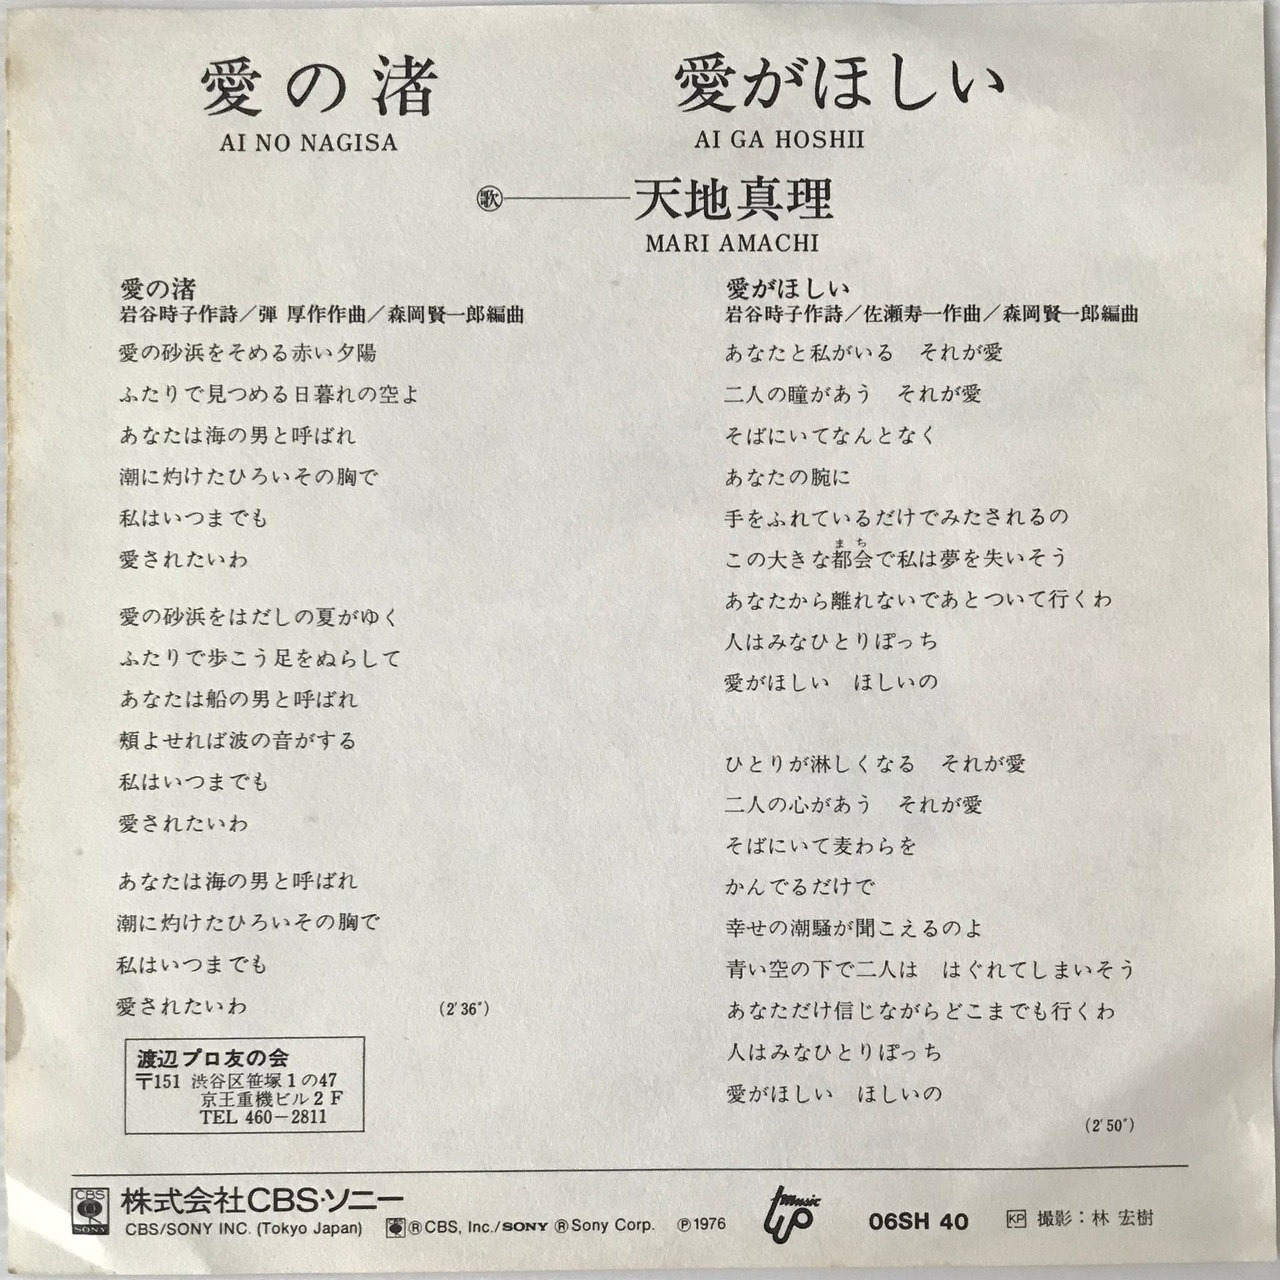 愛の渚
AI NO NAGISA
愛がほしい
AI GA HOSHII
歌 天地真理
MARI AMACHI
愛の渚
岩谷時子作詩／弾 厚作作曲／森岡賢一郎編曲
愛の砂浜をそめる赤い夕陽
ふたりで見つめる日暮れの空よ
あなたは海の男と呼ばれ
潮に灼けたひろいその胸で
私はいつまでも
愛されたいわ
愛の砂浜をはだしの夏がゆく
ふたりで歩こう足をぬらして
あなたは船の男と呼ばれ
頬よせれば波の音がする
私はいつまでも
愛されたいわ
あなたは海の男と呼ばれ
潮に灼けたひろいその胸で
私はいつまでも
愛されたいわ (2′36″)
渡辺プロ友の会
〒151 渋谷区笹塚1の47
京王重機ビル2F
TEL 460-2811
愛がほしい
岩谷時子作詩／佐瀬寿一作曲／森岡賢一郎編曲
あなたと私がいる　それが愛
二人の瞳があう　それが愛
そばにいてなんとなく
あなたの腕に
手をふれているだけでみたされるの
まち
この大きな都会で私は夢を失いそう
あなたから離れないであとついて行くわ
人はみなひとりぽっち
愛がほしい　ほしいの
ひとりが淋しくなる　それが愛
二人の心があう　それが愛
そばにいて麦わらを
かんでるだけで
幸せの潮騒が聞こえるのよ
青い空の下で二人は　はぐれてしまいそう
あなただけ信じながらどこまでも行くわ
人はみなひとりぽっち
愛がほしい　ほしいの
(2′50″)
CBS SONY 株式会社CBS・ソニー
CBS/SONY INC. (Tokyo Japan) ®CBS, Inc./SONY ®Sony Corp. ℗1976 music up 06SH 40 KP 撮影：林 宏樹